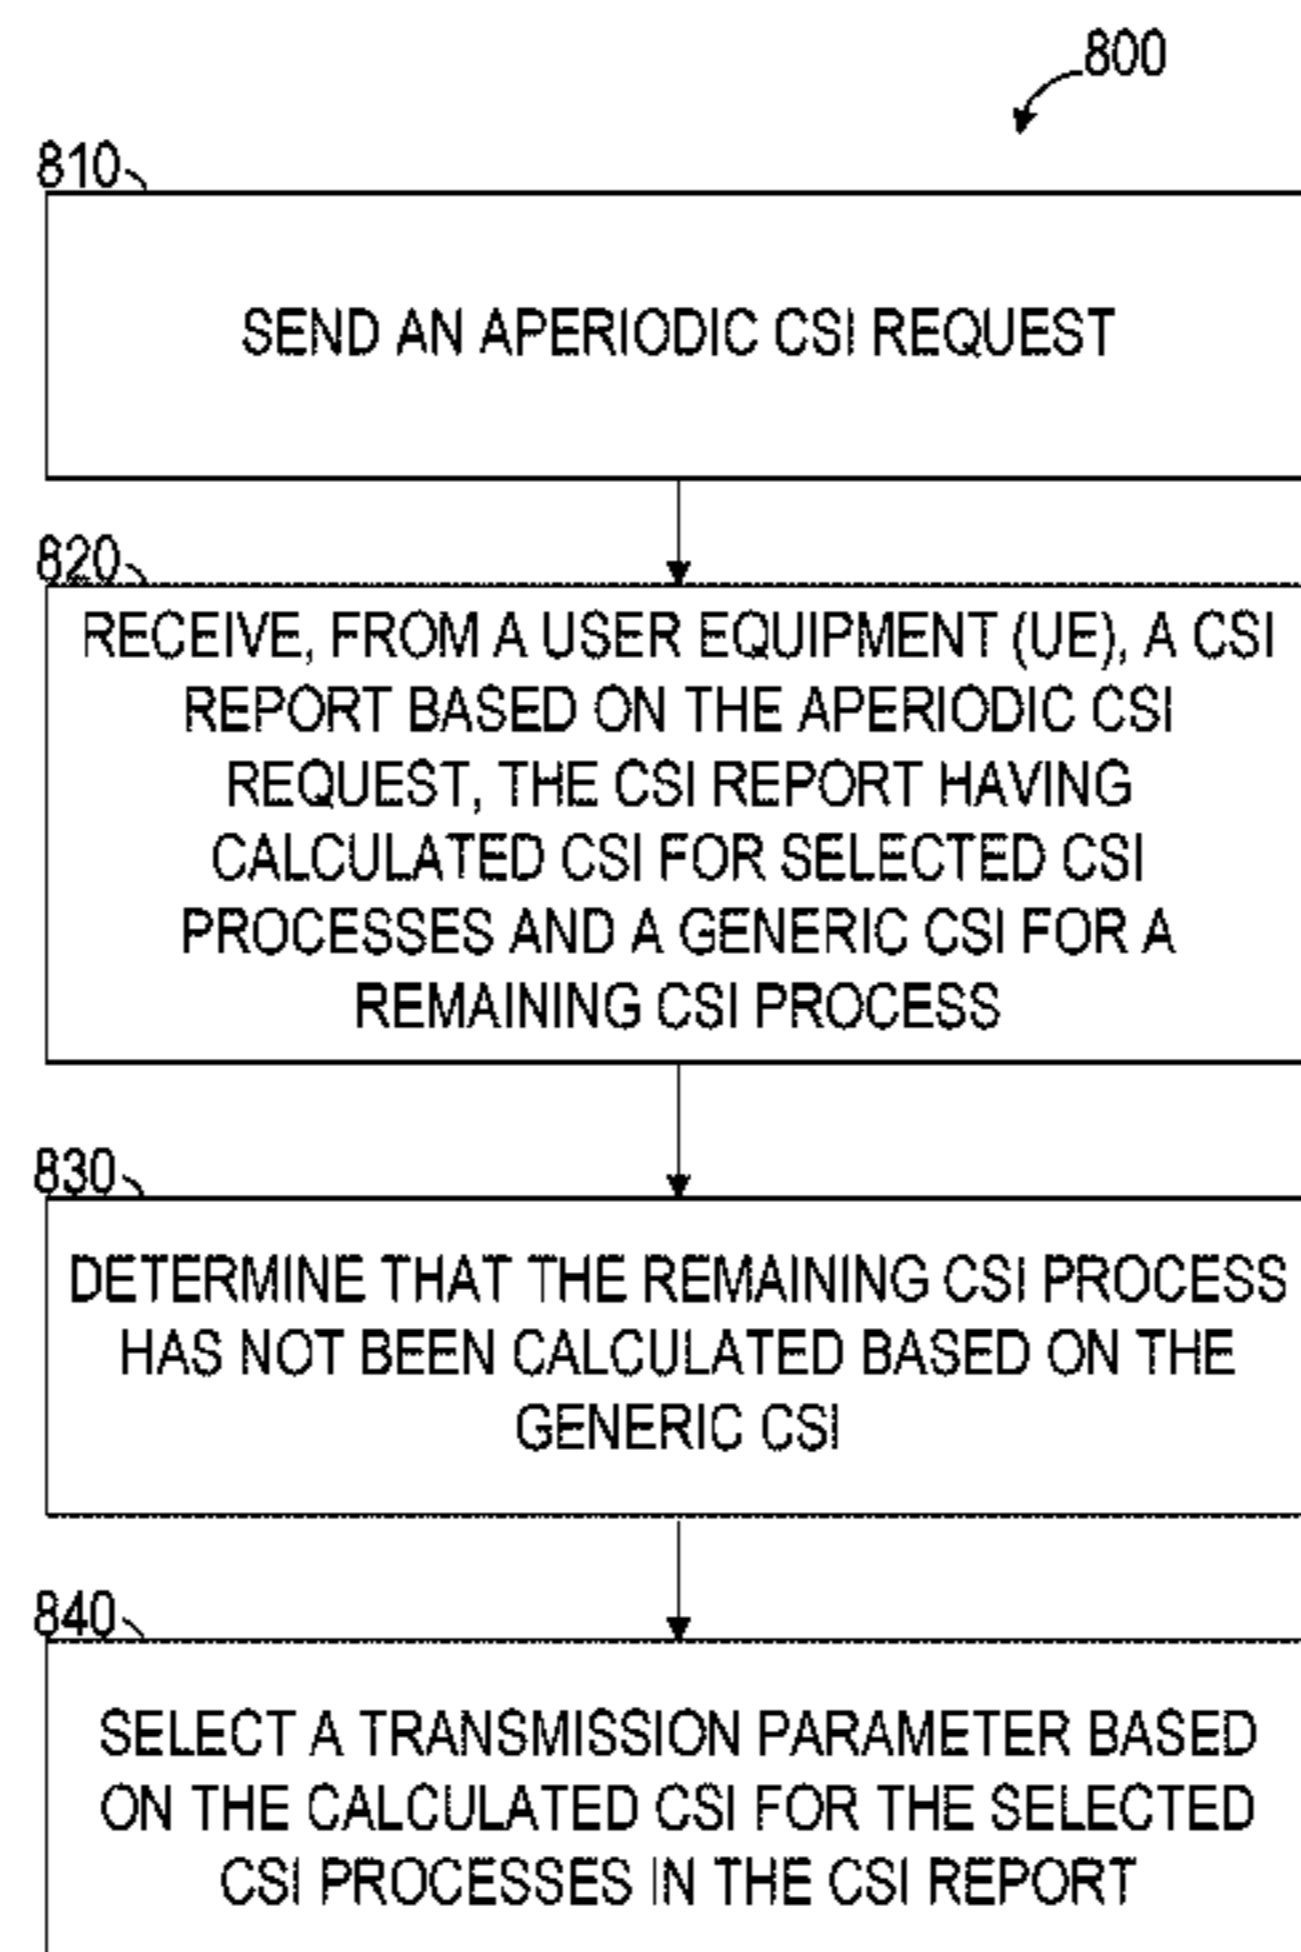 800
810
SEND AN APERIODIC CSI REQUEST
820
RECEIVE, FROM A USER EQUIPMENT (UE), A CSI
REPORT BASED ON THE APERIODIC CSI
REQUEST, THE CSI REPORT HAVING
CALCULATED CSI FOR SELECTED CSI
PROCESSES AND A GENERIC CSI FOR A
REMAINING CSI PROCESS
830
DETERMINE THAT THE REMAINING CSI PROCESS
HAS NOT BEEN CALCULATED BASED ON THE
GENERIC CSI
840
SELECT A TRANSMISSION PARAMETER BASED
ON THE CALCULATED CSI FOR THE SELECTED
CSI PROCESSES IN THE CSI REPORT